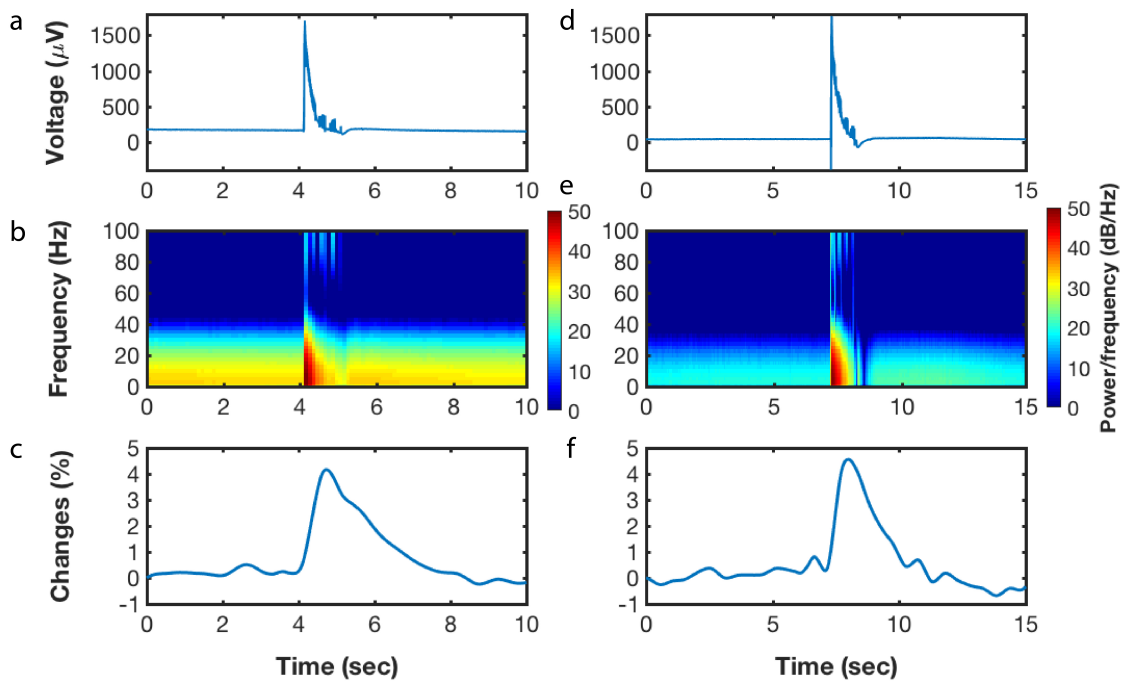 a
Voltage (μV)
1500
1000
500
0
0 2 4 6 8 10
d
1500
1000
500
0
0 5 10 15
b
Frequency (Hz)
100
80
60
40
20
0
0 2 4 6 8 10
50
40
30
20
10
0
e
100
80
60
40
20
0
0 5 10 15
50
40
30
20
10
0
Power/frequency (dB/Hz)
c
Changes (%)
5
4
3
2
1
0
-1
0 2 4 6 8 10
Time (sec)
f
5
4
3
2
1
0
-1
0 5 10 15
Time (sec)